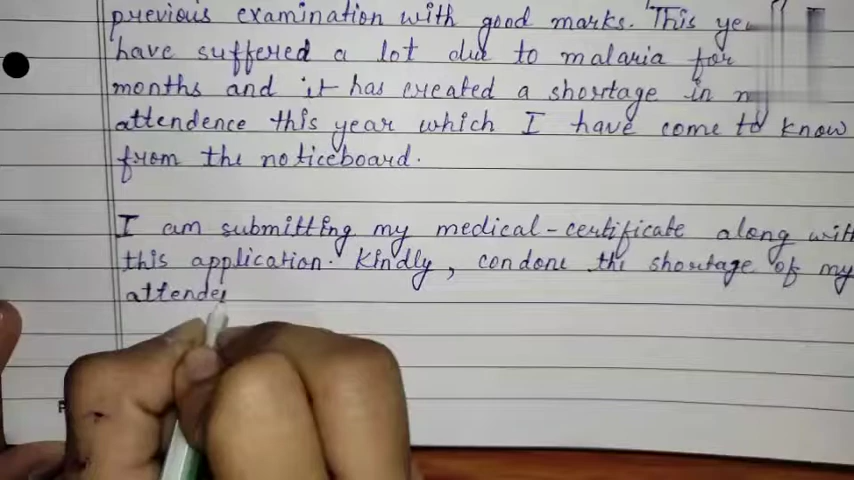 previous examination with good marks. This
have suffered a lot due to malaria for
months and it has created a shortage in
attendence this year which I have come to know
from the noticeboard.
I am submitting my medical-certificate along with
this application. Kindly, condone the shortage of my
attende